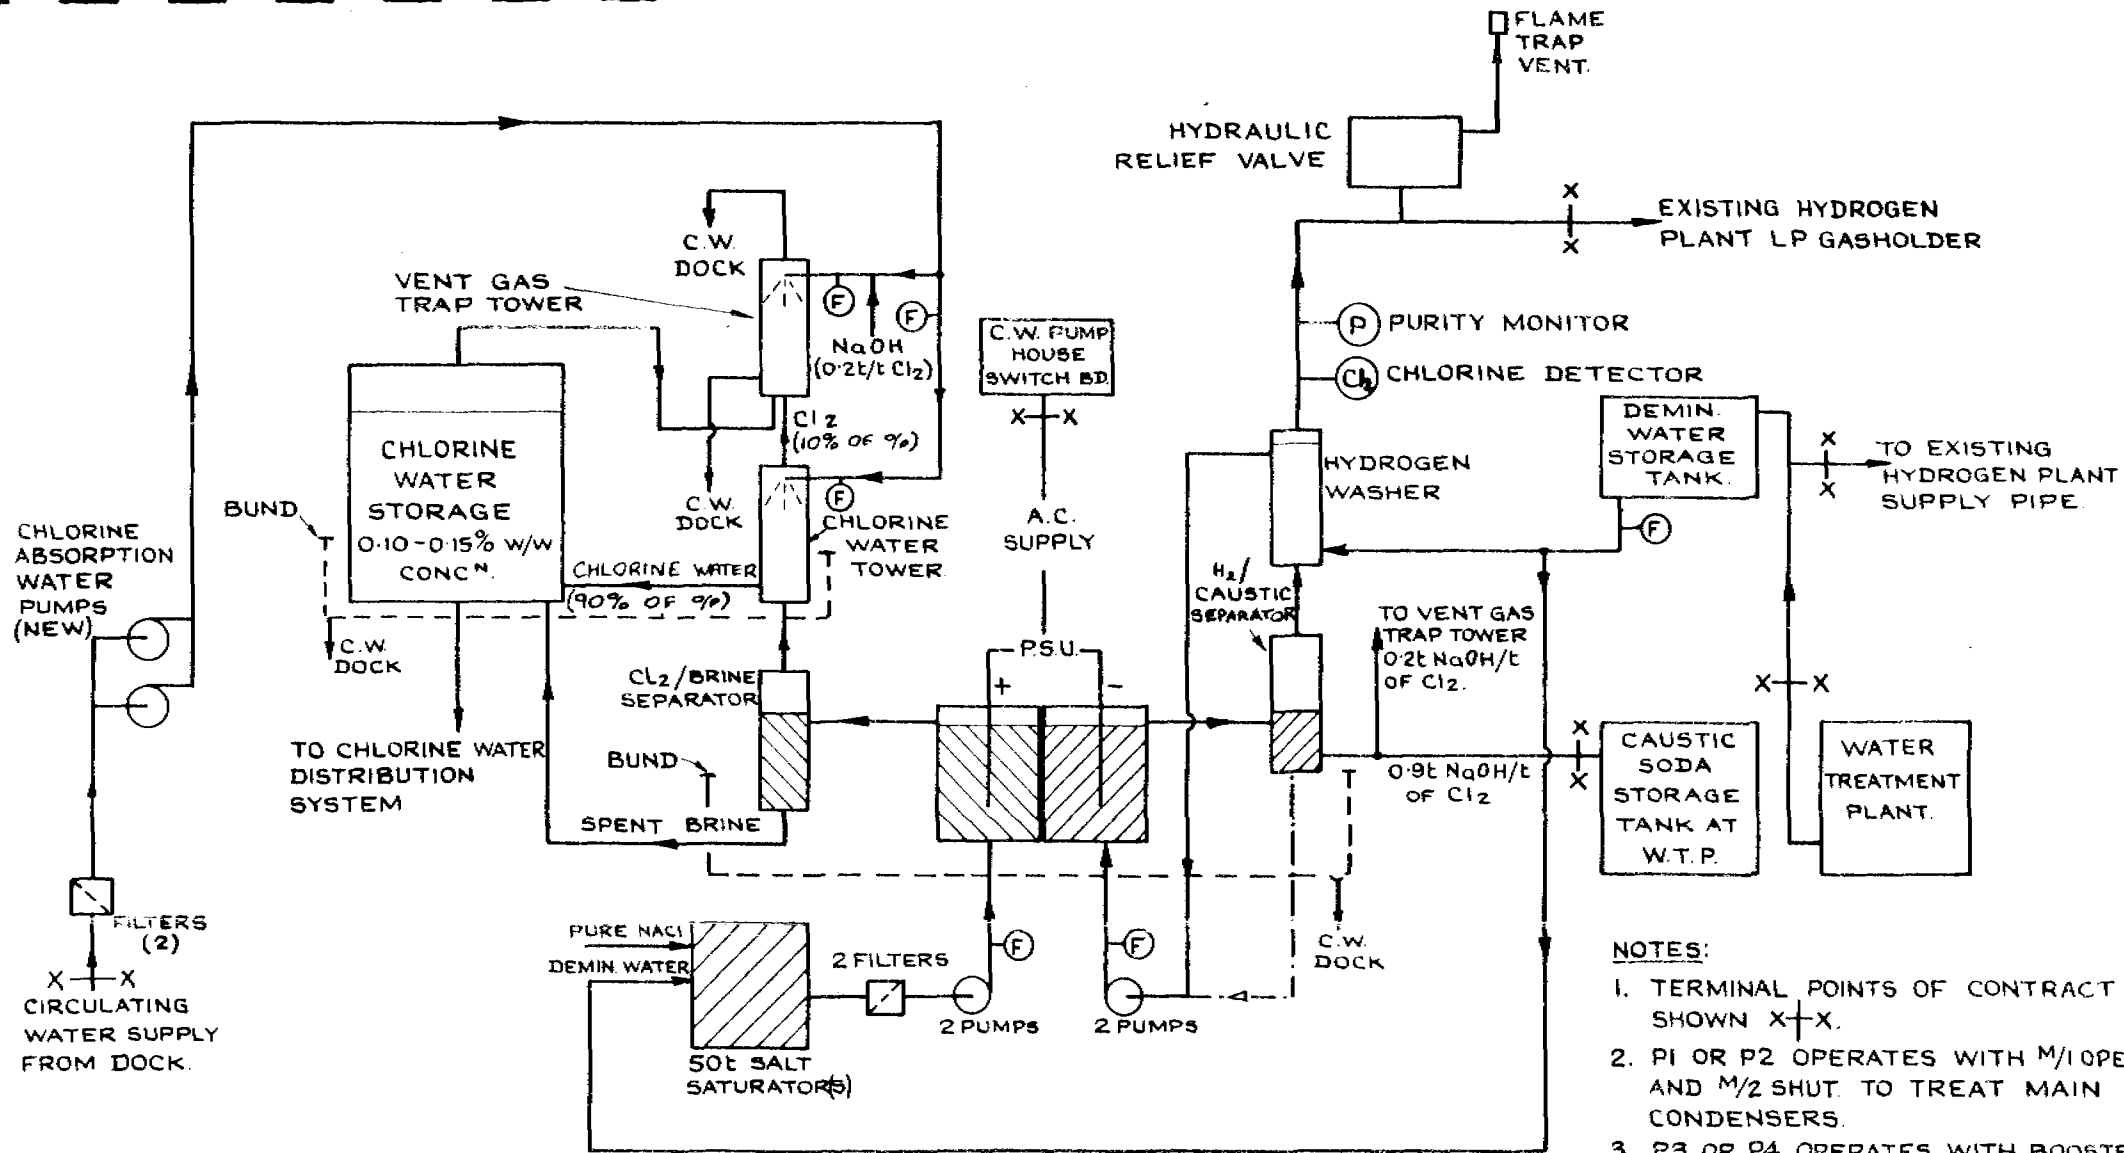 FLAME
TRAP
VENT.
HYDRAULIC
RELIEF VALVE
X
X
EXISTING HYDROGEN
PLANT LP GASHOLDER
C.W.
DOCK
VENT GAS
TRAP TOWER
F
F
NaOH
(0·2t/t Cl2)
C.W. PUMP
HOUSE
SWITCH BD.
X X
P PURITY MONITOR
Cl2 CHLORINE DETECTOR
Cl2
(10% OF %)
DEMIN.
WATER
STORAGE
TANK.
X
X
TO EXISTING
HYDROGEN PLANT
SUPPLY PIPE
CHLORINE
WATER
STORAGE
0·10-0·15% W/W
CONCN.
HYDROGEN
WASHER
F
F
BUND
C.W.
DOCK
CHLORINE
WATER
TOWER
A.C.
SUPPLY
CHLORINE
ABSORPTION
WATER
PUMPS
(NEW)
CHLORINE WATER
(90% OF %)
H2/
CAUSTIC
SEPARATOR
TO VENT GAS
TRAP TOWER
0·2t NaOH/t
OF Cl2.
C.W.
DOCK
P.S.U.
+ -
Cl2/BRINE
SEPARATOR
X X
TO CHLORINE WATER
DISTRIBUTION
SYSTEM
BUND
0·9t NaOH/t
OF Cl2
X
X
CAUSTIC
SODA
STORAGE
TANK AT
W.T.P.
WATER
TREATMENT
PLANT.
SPENT BRINE
FILTERS
(2)
X X
CIRCULATING
WATER SUPPLY
FROM DOCK.
PURE NACl
DEMIN. WATER
2 FILTERS
F
F
2 PUMPS
2 PUMPS
C.W.
DOCK
50t SALT
SATURATOR(S)
NOTES:
1. TERMINAL POINTS OF CONTRACT
SHOWN X+X.
2. P1 OR P2 OPERATES WITH M/1 OPE
AND M/2 SHUT. TO TREAT MAIN
CONDENSERS.
3. P3 OR P4 OPERATES WITH BOOSTE